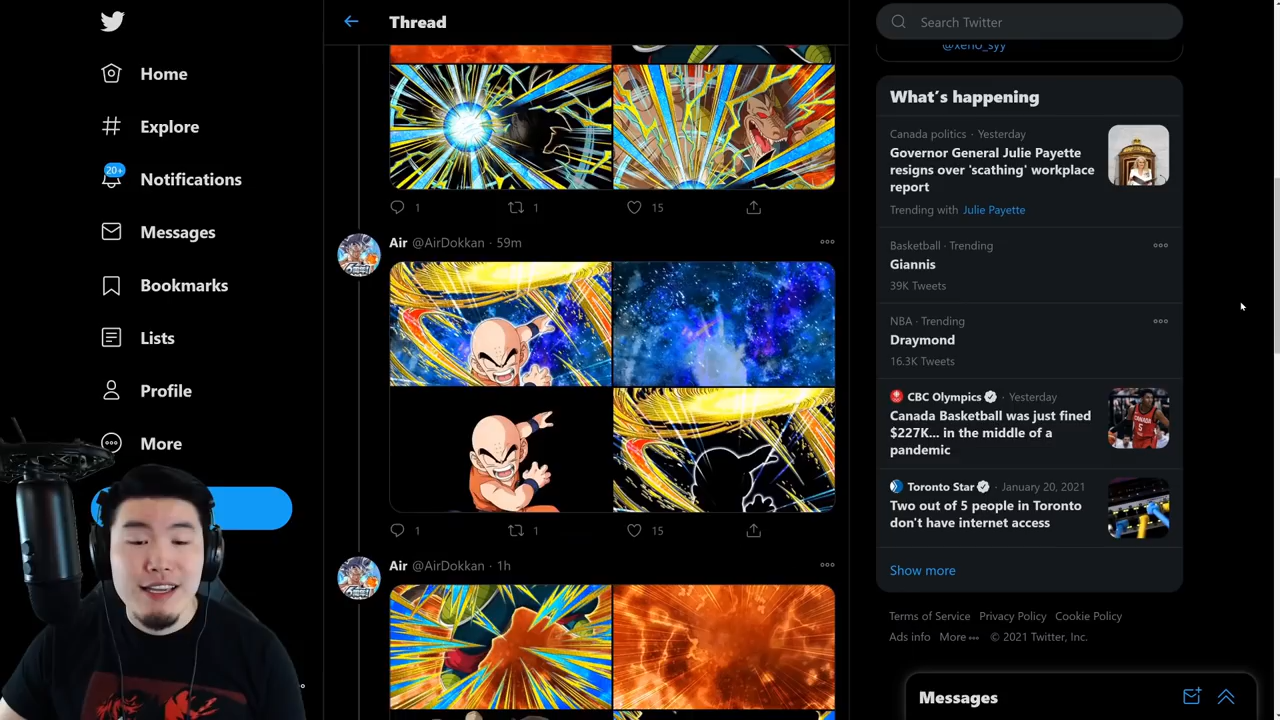 Home
Explore
20+
Notifications
Messages
Bookmarks
Lists
Profile
More
Thread
1
1
15
Air @AirDokkan · 59m
1
1
15
Air @AirDokkan · 1h
Search Twitter
@xeno_syy
What's happening
Canada politics · Yesterday
Governor General Julie Payette
resigns over 'scathing' workplace
report
Trending with Julie Payette
Basketball · Trending
Giannis
39K Tweets
NBA · Trending
Draymond
16.3K Tweets
CBC Olympics · Yesterday
Canada Basketball was just fined
$227K... in the middle of a
pandemic
Toronto Star · January 20, 2021
Two out of 5 people in Toronto
don't have internet access
Show more
Terms of Service Privacy Policy Cookie Policy
Ads info More ••• © 2021 Twitter, Inc.
Messages